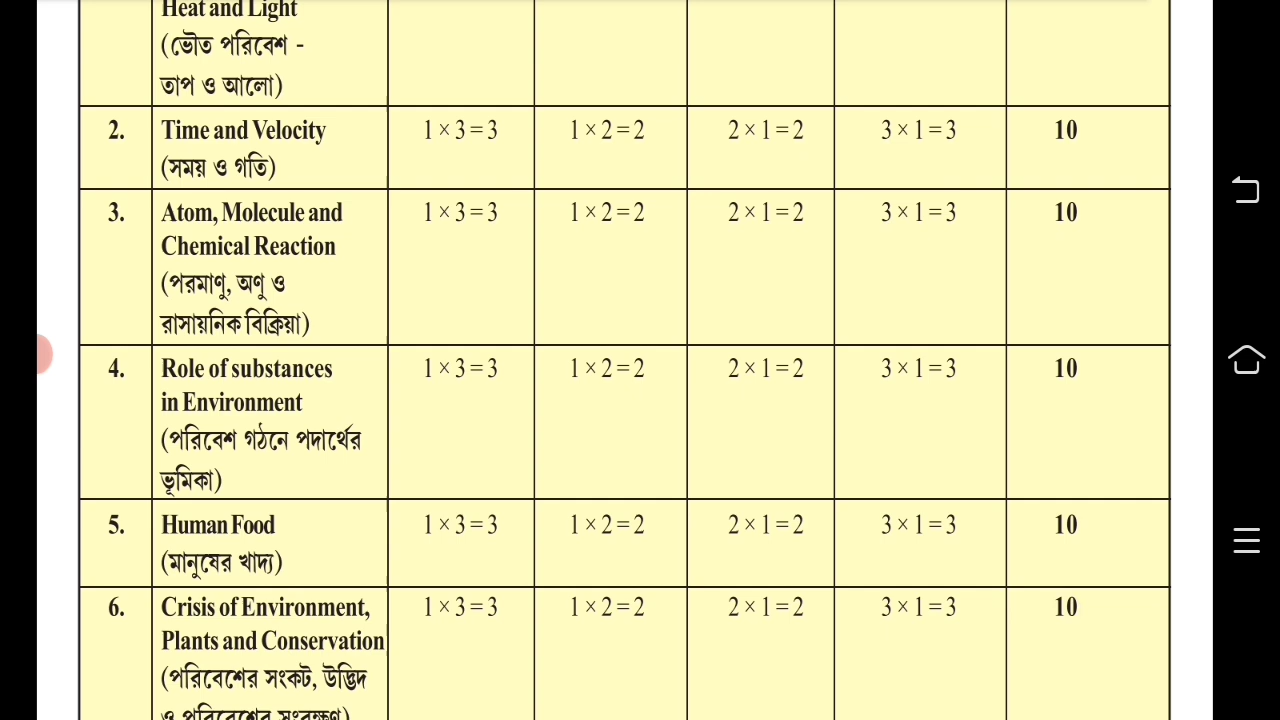 Heat and Light
(ভৌত পরিবেশ -
তাপ ও আলো)
2. Time and Velocity 1 × 3 = 3 1 × 2 = 2 2 × 1 = 2 3 × 1 = 3 10
(সময় ও গতি)
3. Atom, Molecule and 1 × 3 = 3 1 × 2 = 2 2 × 1 = 2 3 × 1 = 3 10
Chemical Reaction
(পরমাণু, অণু ও
রাসায়নিক বিক্রিয়া)
4. Role of substances 1 × 3 = 3 1 × 2 = 2 2 × 1 = 2 3 × 1 = 3 10
in Environment
(পরিবেশ গঠনে পদার্থের
ভূমিকা)
5. Human Food 1 × 3 = 3 1 × 2 = 2 2 × 1 = 2 3 × 1 = 3 10
(মানুষের খাদ্য)
6. Crisis of Environment, 1 × 3 = 3 1 × 2 = 2 2 × 1 = 2 3 × 1 = 3 10
Plants and Conservation
(পরিবেশের সংকট, উদ্ভিদ
ও পরিবেশের সংরক্ষণ)